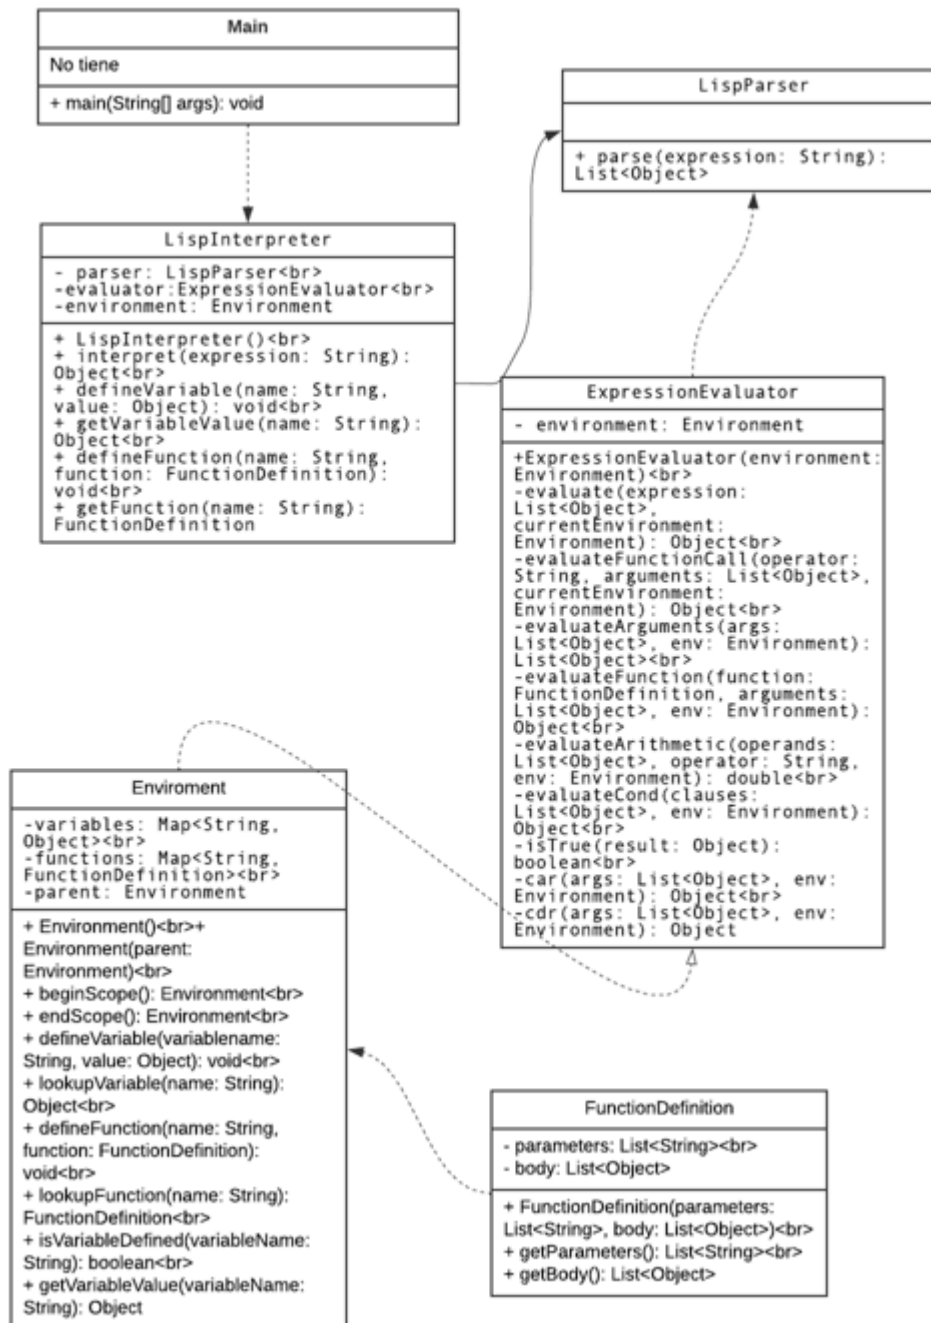 Main
No tiene
+ main(String[] args): void
LispParser
+ parse(expression: String):
List<Object>
LispInterpreter
- parser: LispParser<br>
-evaluator:ExpressionEvaluator<br>
-environment: Environment
+ LispInterpreter()<br>
+ interpret(expression: String):
Object<br>
+ defineVariable(name: String,
value: Object): void<br>
+ getVariableValue(name: String):
Object<br>
+ defineFunction(name: String,
function: FunctionDefinition):
void<br>
+ getFunction(name: String):
FunctionDefinition
ExpressionEvaluator
- environment: Environment
+ExpressionEvaluator(environment:
Environment)<br>
-evaluate(expression:
List<Object>,
currentEnvironment:
Environment): Object<br>
-evaluateFunctionCall(operator:
String, arguments: List<Object>,
currentEnvironment:
Environment): Object<br>
-evaluateArguments(args:
List<Object>, env: Environment):
List<Object><br>
-evaluateFunction(function:
FunctionDefinition, arguments:
List<Object>, env: Environment):
Object<br>
-evaluateArithmetic(operands:
List<Object>, operator: String,
env: Environment): double<br>
-evaluateCond(clauses:
List<Object>, env: Environment):
Object<br>
-isTrue(result: Object):
boolean<br>
-car(args: List<Object>, env:
Environment): Object<br>
-cdr(args: List<Object>, env:
Environment): Object
Enviroment
-variables: Map<String,
Object><br>
-functions: Map<String,
FunctionDefinition><br>
-parent: Environment
+ Environment()<br>+
Environment(parent:
Environment)<br>
+ beginScope(): Environment<br>
+ endScope(): Environment<br>
+ defineVariable(variablename:
String, value: Object): void<br>
+ lookupVariable(name: String):
Object<br>
+ defineFunction(name: String,
function: FunctionDefinition):
void<br>
+ lookupFunction(name: String):
FunctionDefinition<br>
+ isVariableDefined(variableName:
String): boolean<br>
+ getVariableValue(variableName:
String): Object
FunctionDefinition
- parameters: List<String><br>
- body: List<Object>
+ FunctionDefinition(parameters:
List<String>, body: List<Object>)<br>
+ getParameters(): List<String><br>
+ getBody(): List<Object>